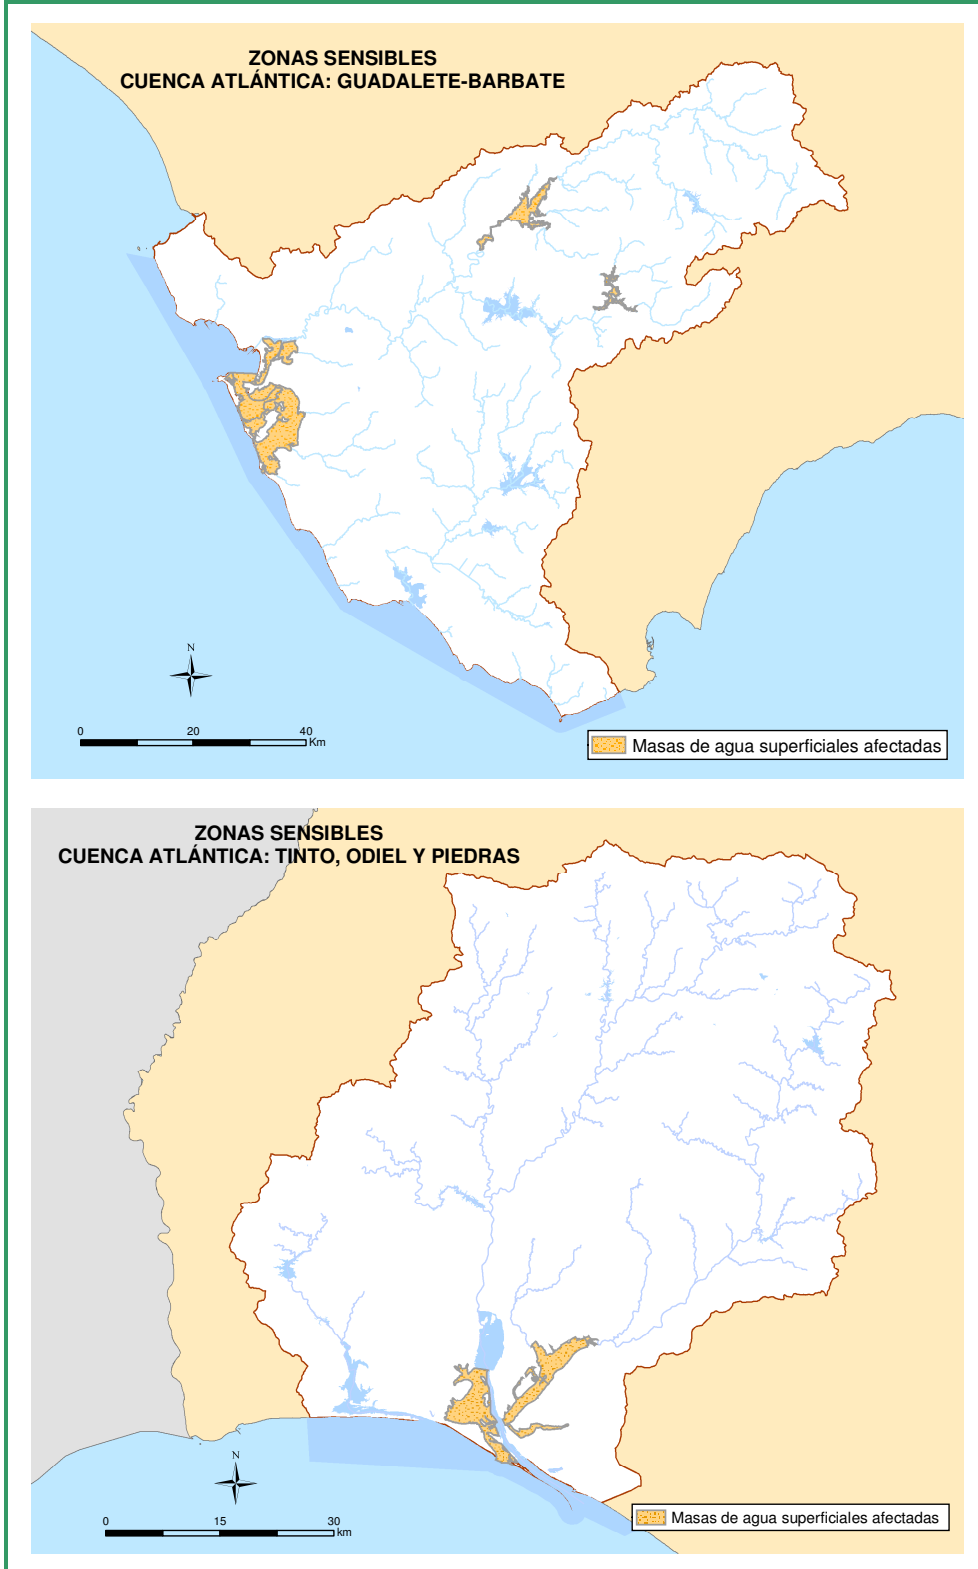 ZONAS SENSIBLES
CUENCA ATLÁNTICA: GUADALETE-BARBATE
N
0 20 40
Km
Masas de agua superficiales afectadas
ZONAS SENSIBLES
CUENCA ATLÁNTICA: TINTO, ODIEL Y PIEDRAS
N
0 15 30
km
Masas de agua superficiales afectadas